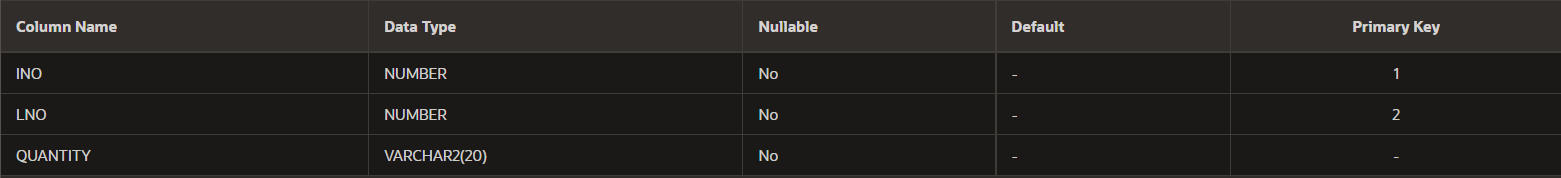 Column Name Data Type Nullable Default Primary Key
INO NUMBER No - 1
LNO NUMBER No - 2
QUANTITY VARCHAR2(20) No - -